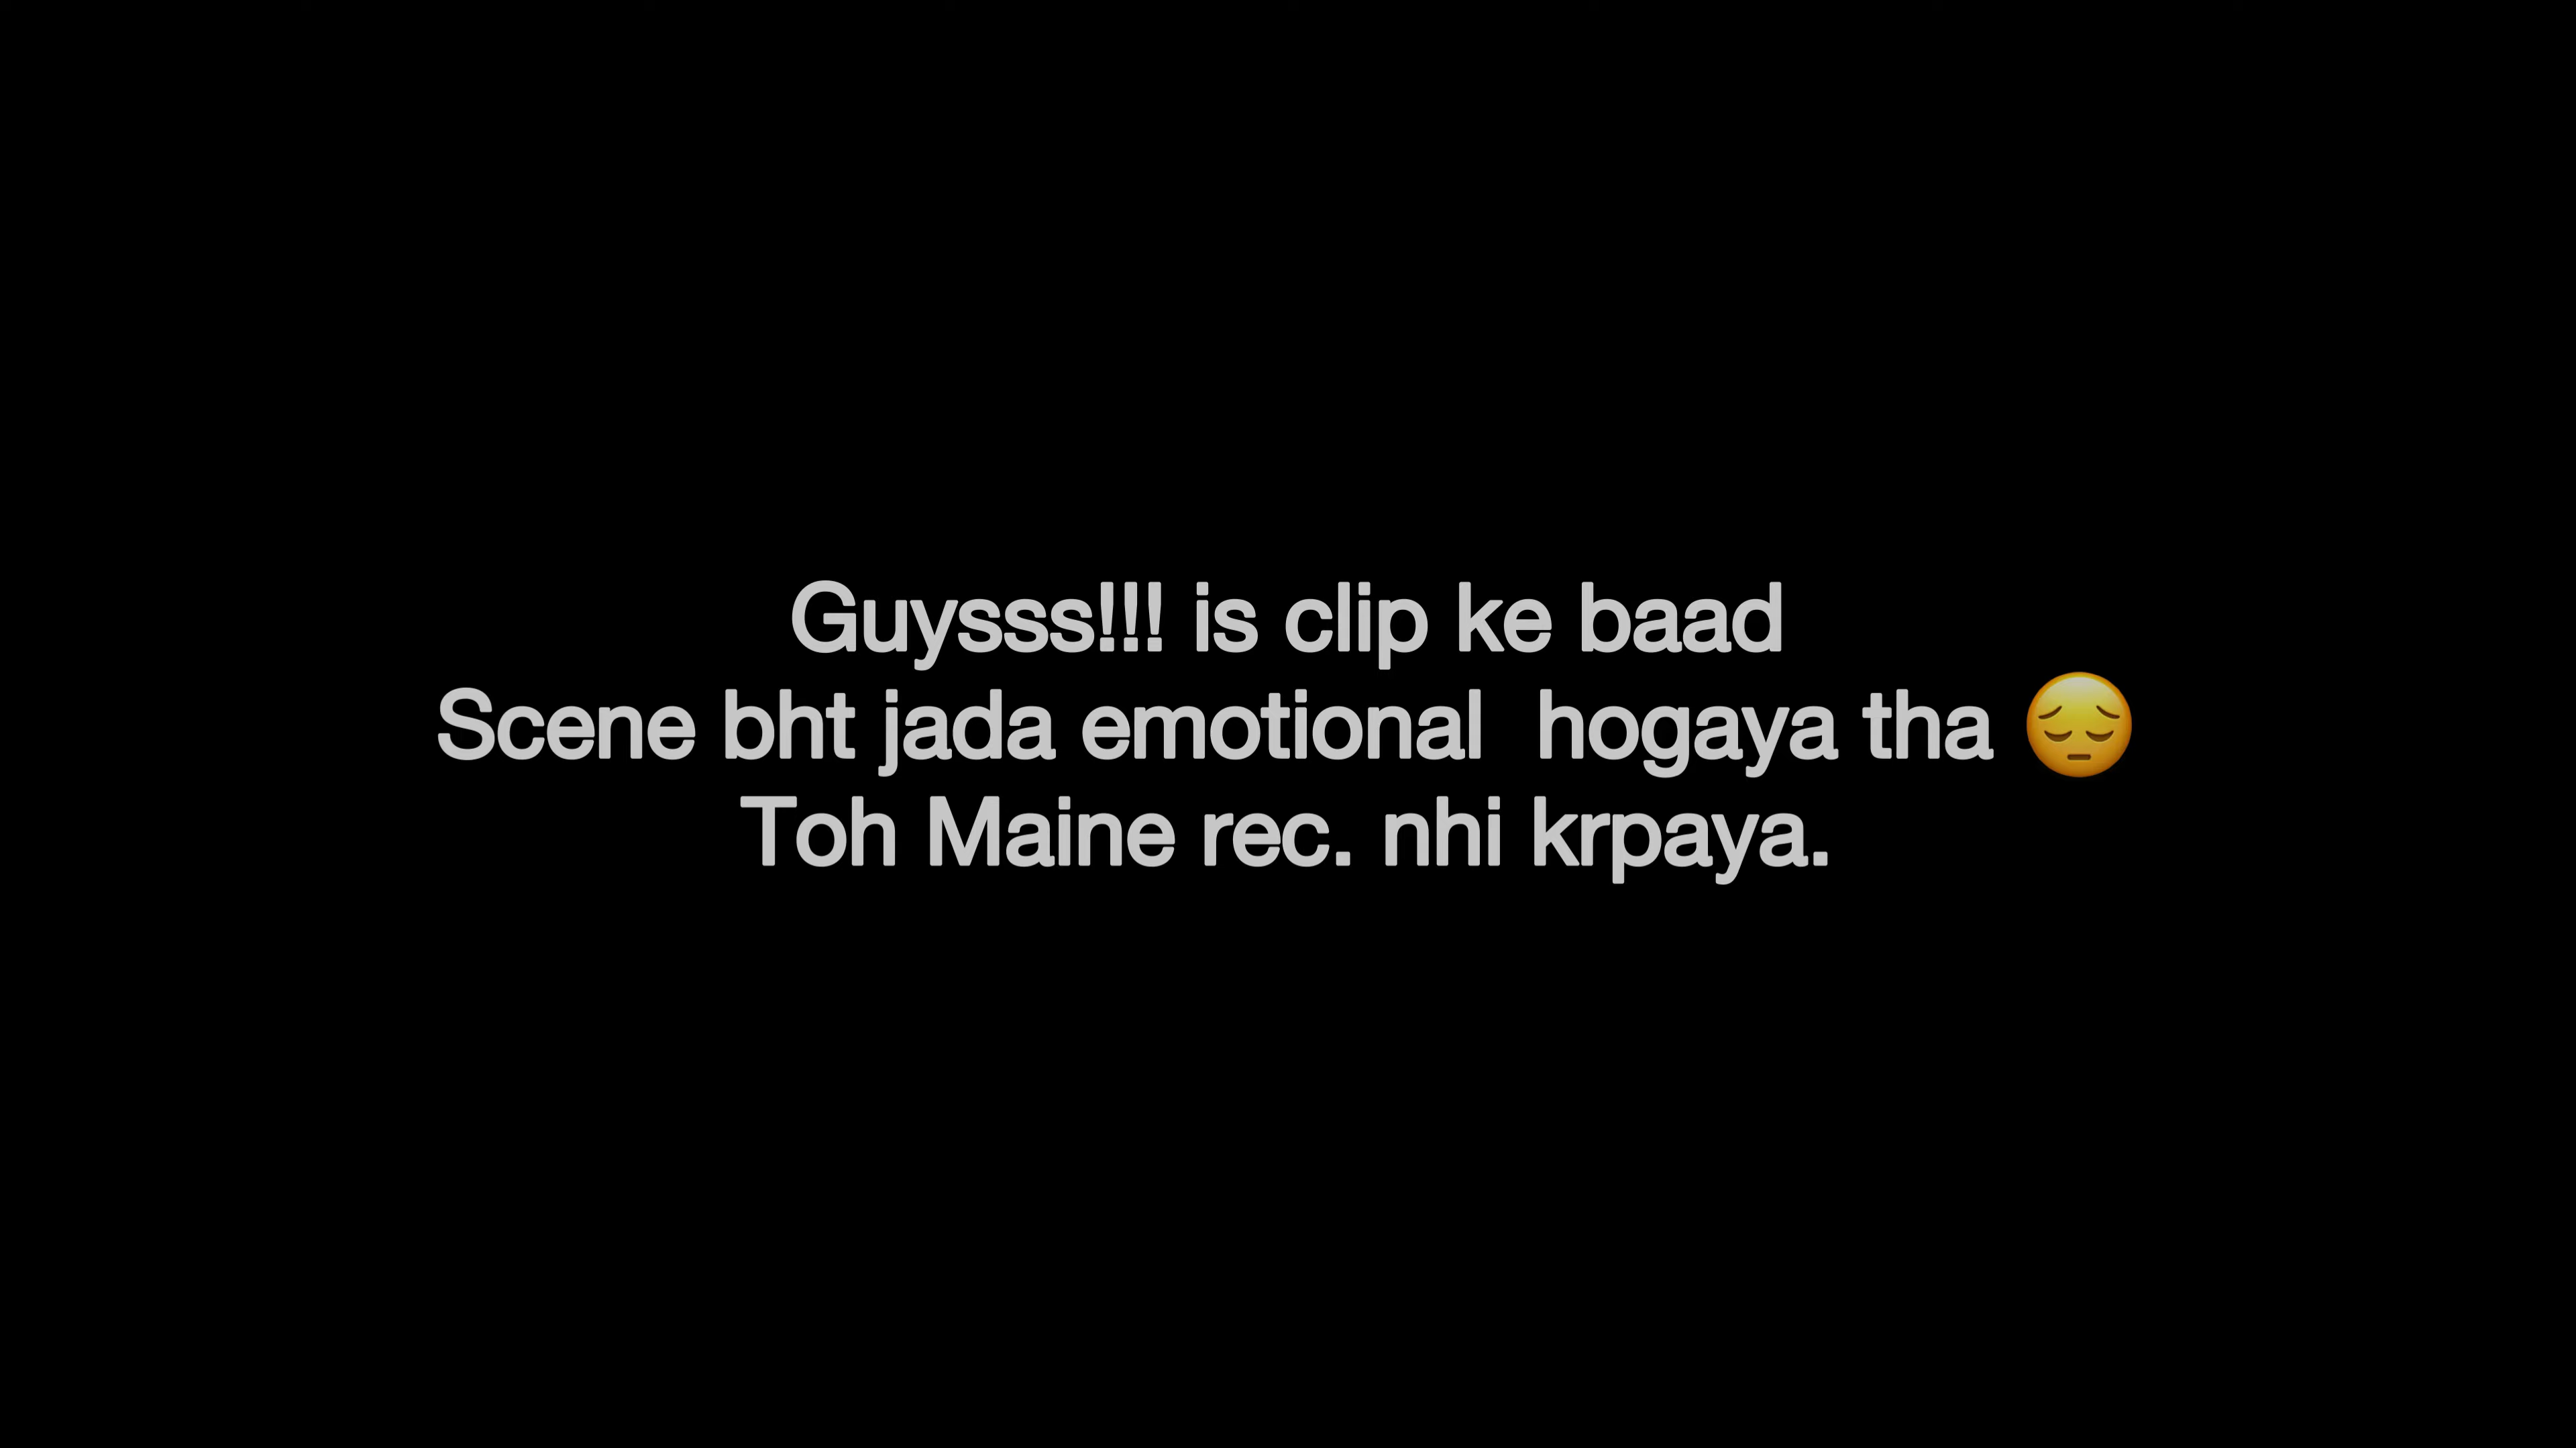 Guysss!!! is clip ke baad
Scene bht jada emotional  hogaya tha 😔
Toh Maine rec. nhi krpaya.